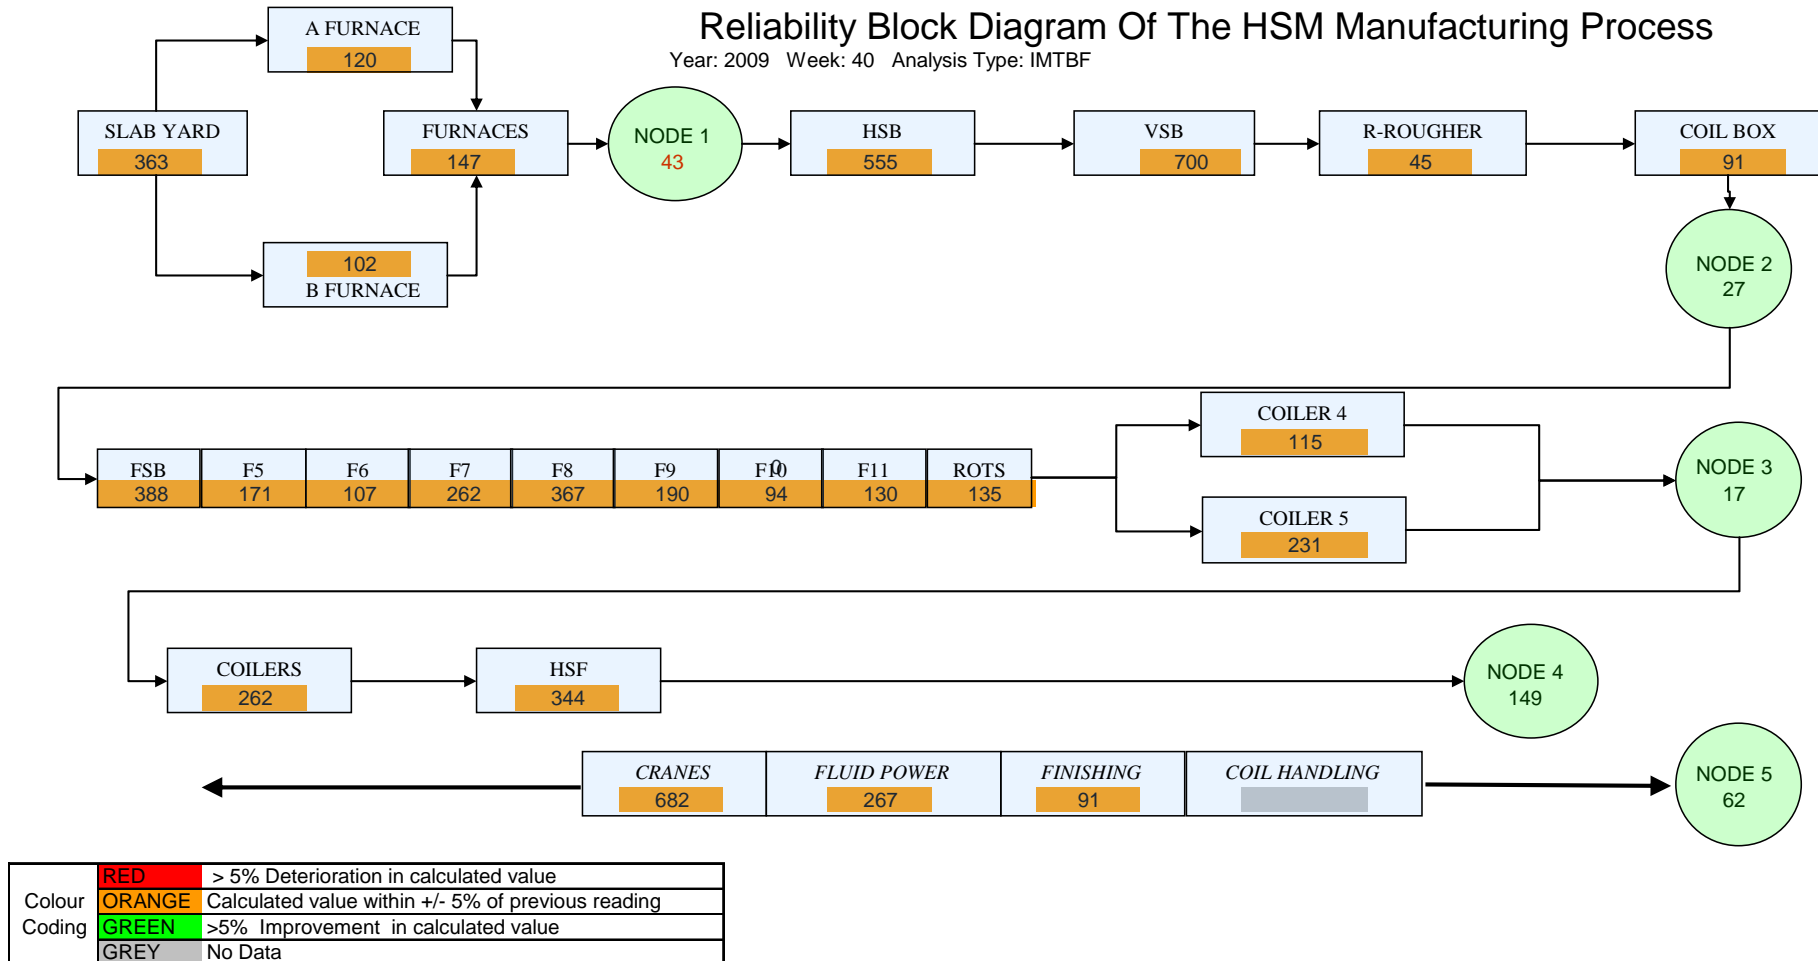 Reliability Block Diagram Of The HSM Manufacturing Process
Year: 2009 Week: 40 Analysis Type: IMTBF
A FURNACE
120
SLAB YARD
363
FURNACES
147
102
B FURNACE
NODE 1
43
HSB
555
VSB
700
R-ROUGHER
45
COIL BOX
91
NODE 2
27
FSB
388
F5
171
F6
107
F7
262
F8
367
F9
190
F10
0
94
F11
130
ROTS
135
COILER 4
115
COILER 5
231
NODE 3
17
COILERS
262
HSF
344
NODE 4
149
CRANES
682
FLUID POWER
267
FINISHING
91
COIL HANDLING
NODE 5
62
Colour Coding
RED > 5% Deterioration in calculated value
ORANGE Calculated value within +/- 5% of previous reading
GREEN >5% Improvement in calculated value
GREY No Data